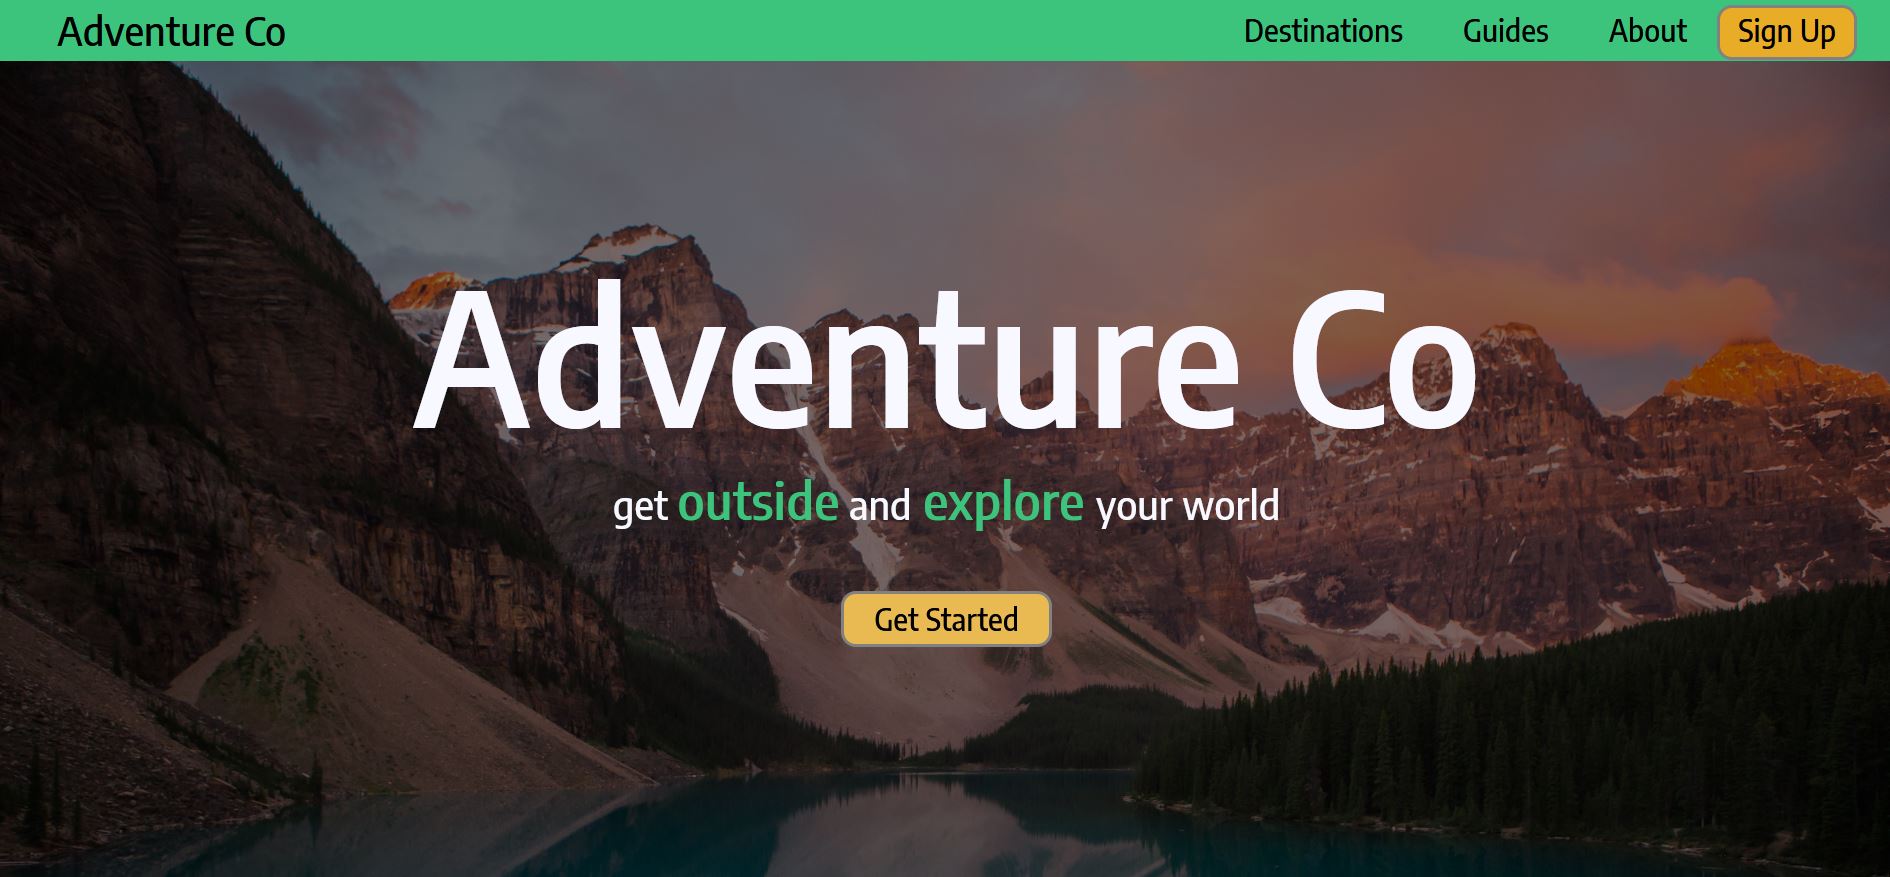 Adventure Co
Destinations Guides About Sign Up
Adventure Co
get outside and explore your world
Get Started